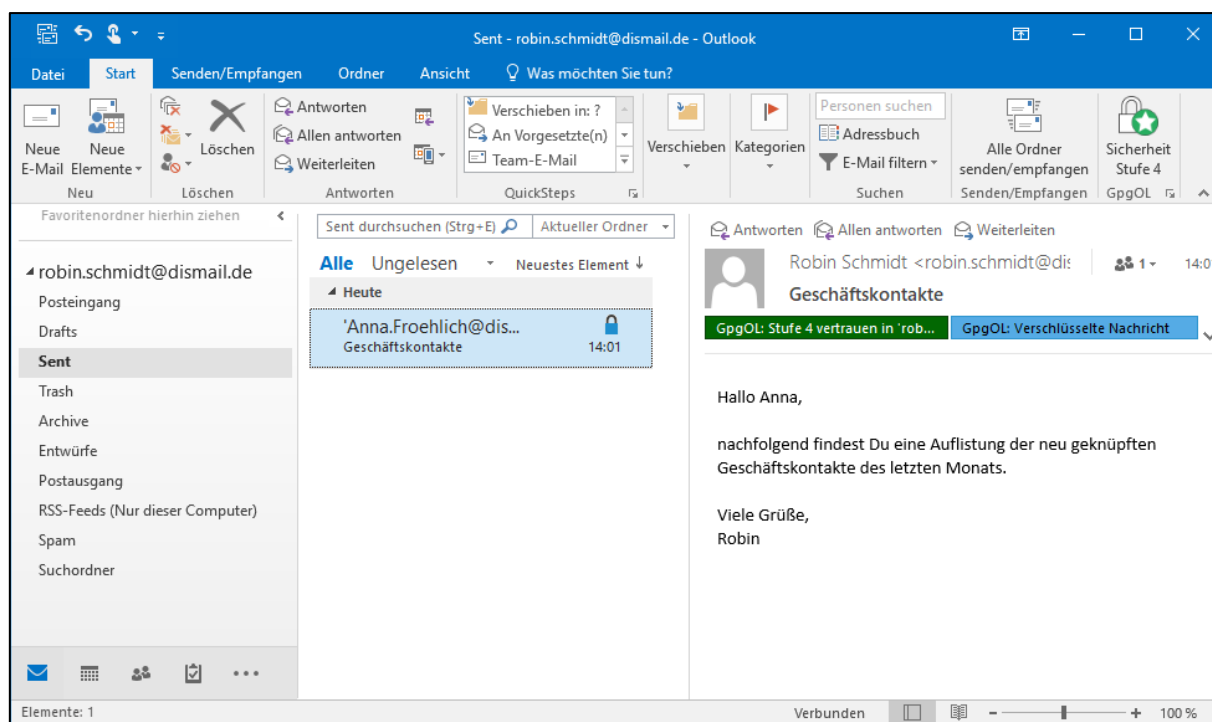 Sent - robin.schmidt@dismail.de - Outlook
Datei Start Senden/Empfangen Ordner Ansicht Was möchten Sie tun?
Neue E-Mail
Neue Elemente
Löschen
Antworten
Allen antworten
Weiterleiten
Verschieben in: ?
An Vorgesetzte(n)
Team-E-Mail
Verschieben
Kategorien
Personen suchen
Adressbuch
E-Mail filtern
Alle Ordner
senden/empfangen
Sicherheit
Stufe 4
Neu Löschen Antworten QuickSteps Suchen Senden/Empfangen GpgOL
Favoritenordner hierhin ziehen
robin.schmidt@dismail.de
Posteingang
Drafts
Sent
Trash
Archive
Entwürfe
Postausgang
RSS-Feeds (Nur dieser Computer)
Spam
Suchordner
Sent durchsuchen (Strg+E) Aktueller Ordner
Alle Ungelesen Neuestes Element
Heute
'Anna.Froehlich@dis...
Geschäftskontakte 14:01
Antworten Allen antworten Weiterleiten
Robin Schmidt <robin.schmidt@dis 1 14:0
Geschäftskontakte
GpgOL: Stufe 4 vertrauen in 'rob... GpgOL: Verschlüsselte Nachricht
Hallo Anna,
nachfolgend findest Du eine Auflistung der neu geknüpften
Geschäftskontakte des letzten Monats.
Viele Grüße,
Robin
Elemente: 1 Verbunden 100 %